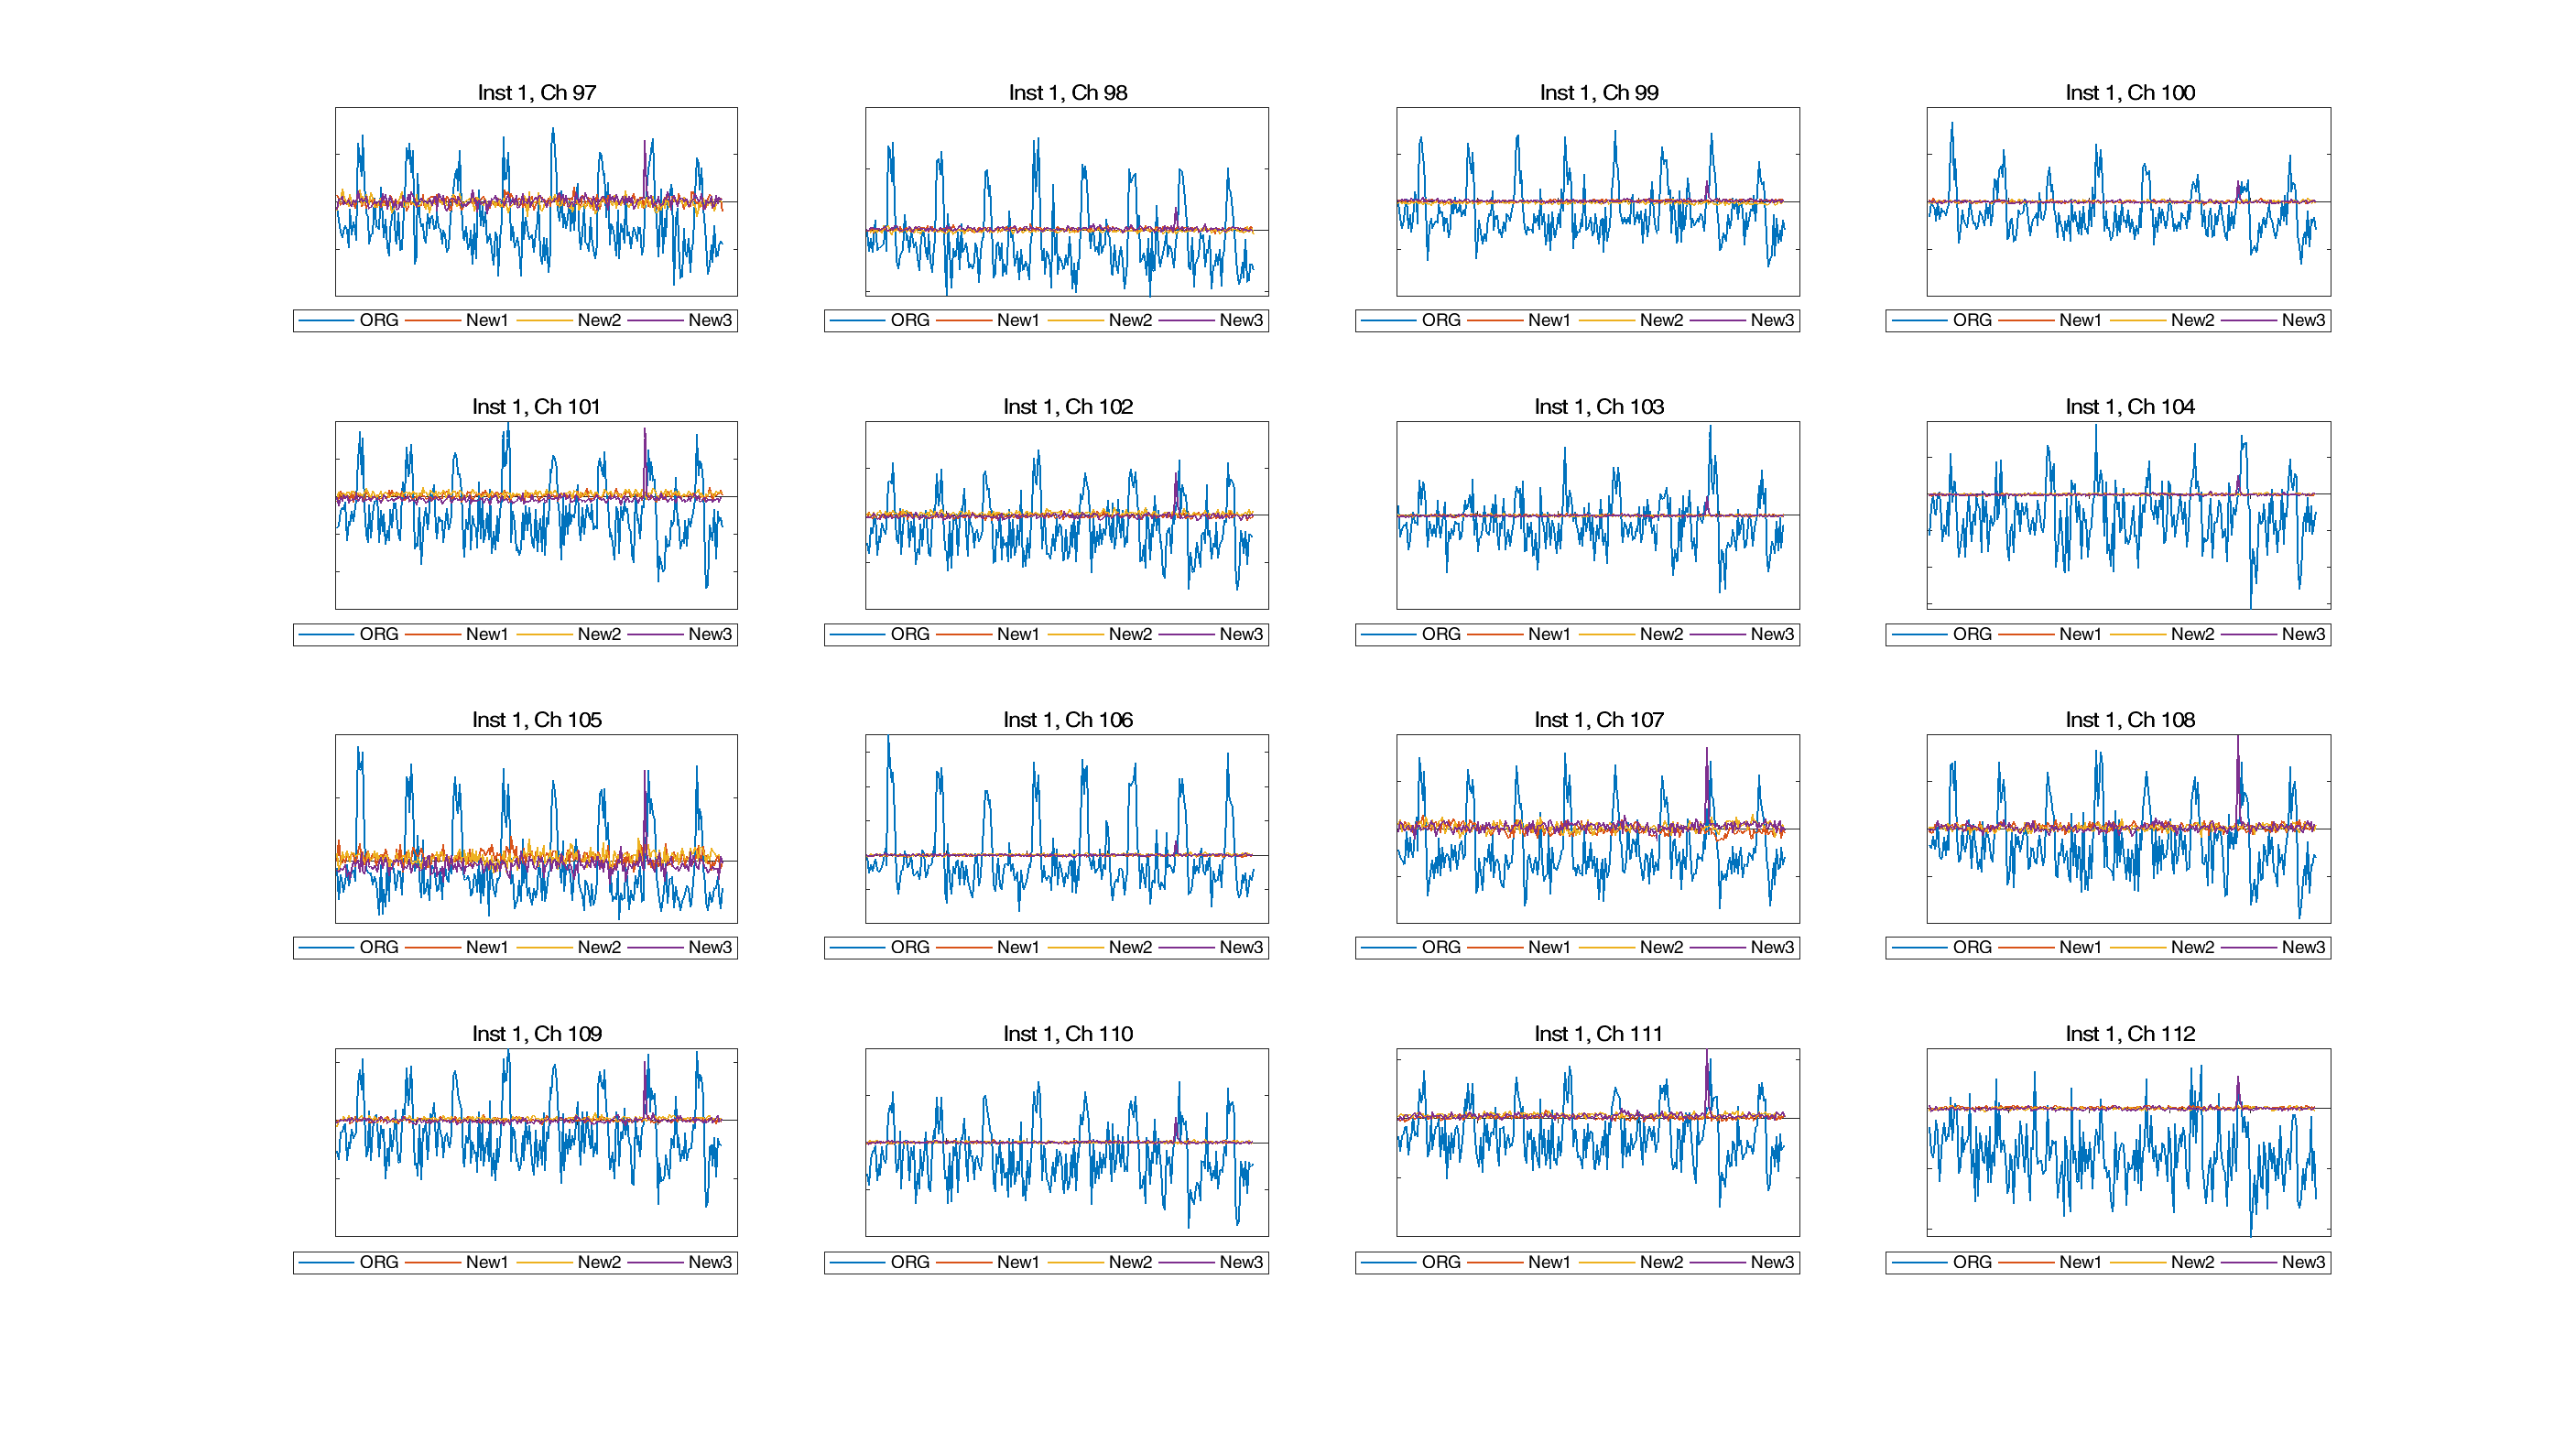 Inst 1, Ch 97
Inst 1, Ch 98
Inst 1, Ch 99
Inst 1, Ch 100
ORG New1 New2 New3
ORG New1 New2 New3
ORG New1 New2 New3
ORG New1 New2 New3
Inst 1, Ch 101
Inst 1, Ch 102
Inst 1, Ch 103
Inst 1, Ch 104
ORG New1 New2 New3
ORG New1 New2 New3
ORG New1 New2 New3
ORG New1 New2 New3
Inst 1, Ch 105
Inst 1, Ch 106
Inst 1, Ch 107
Inst 1, Ch 108
ORG New1 New2 New3
ORG New1 New2 New3
ORG New1 New2 New3
ORG New1 New2 New3
Inst 1, Ch 109
Inst 1, Ch 110
Inst 1, Ch 111
Inst 1, Ch 112
ORG New1 New2 New3
ORG New1 New2 New3
ORG New1 New2 New3
ORG New1 New2 New3